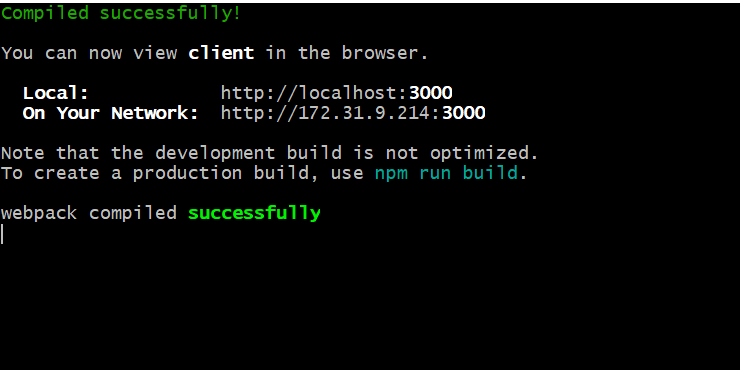 Compiled successfully!
You can now view client in the browser.
Local: http://localhost:3000
On Your Network: http://172.31.9.214:3000
Note that the development build is not optimized.
To create a production build, use npm run build.
webpack compiled successfully